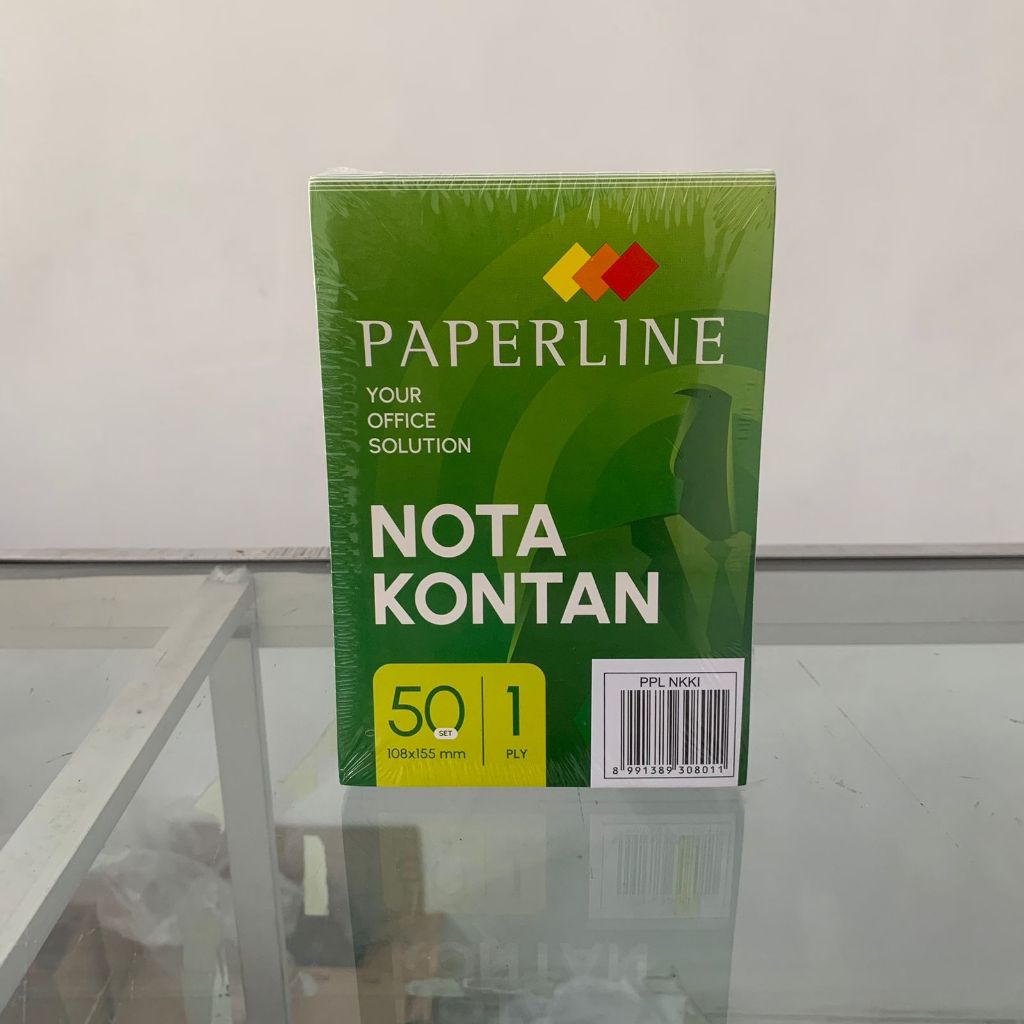 PAPERLINE
YOUR
OFFICE
SOLUTION
NOTA
KONTAN
50 SET
108x155 mm
1
PLY
PPL NKKI
8 991389 308011